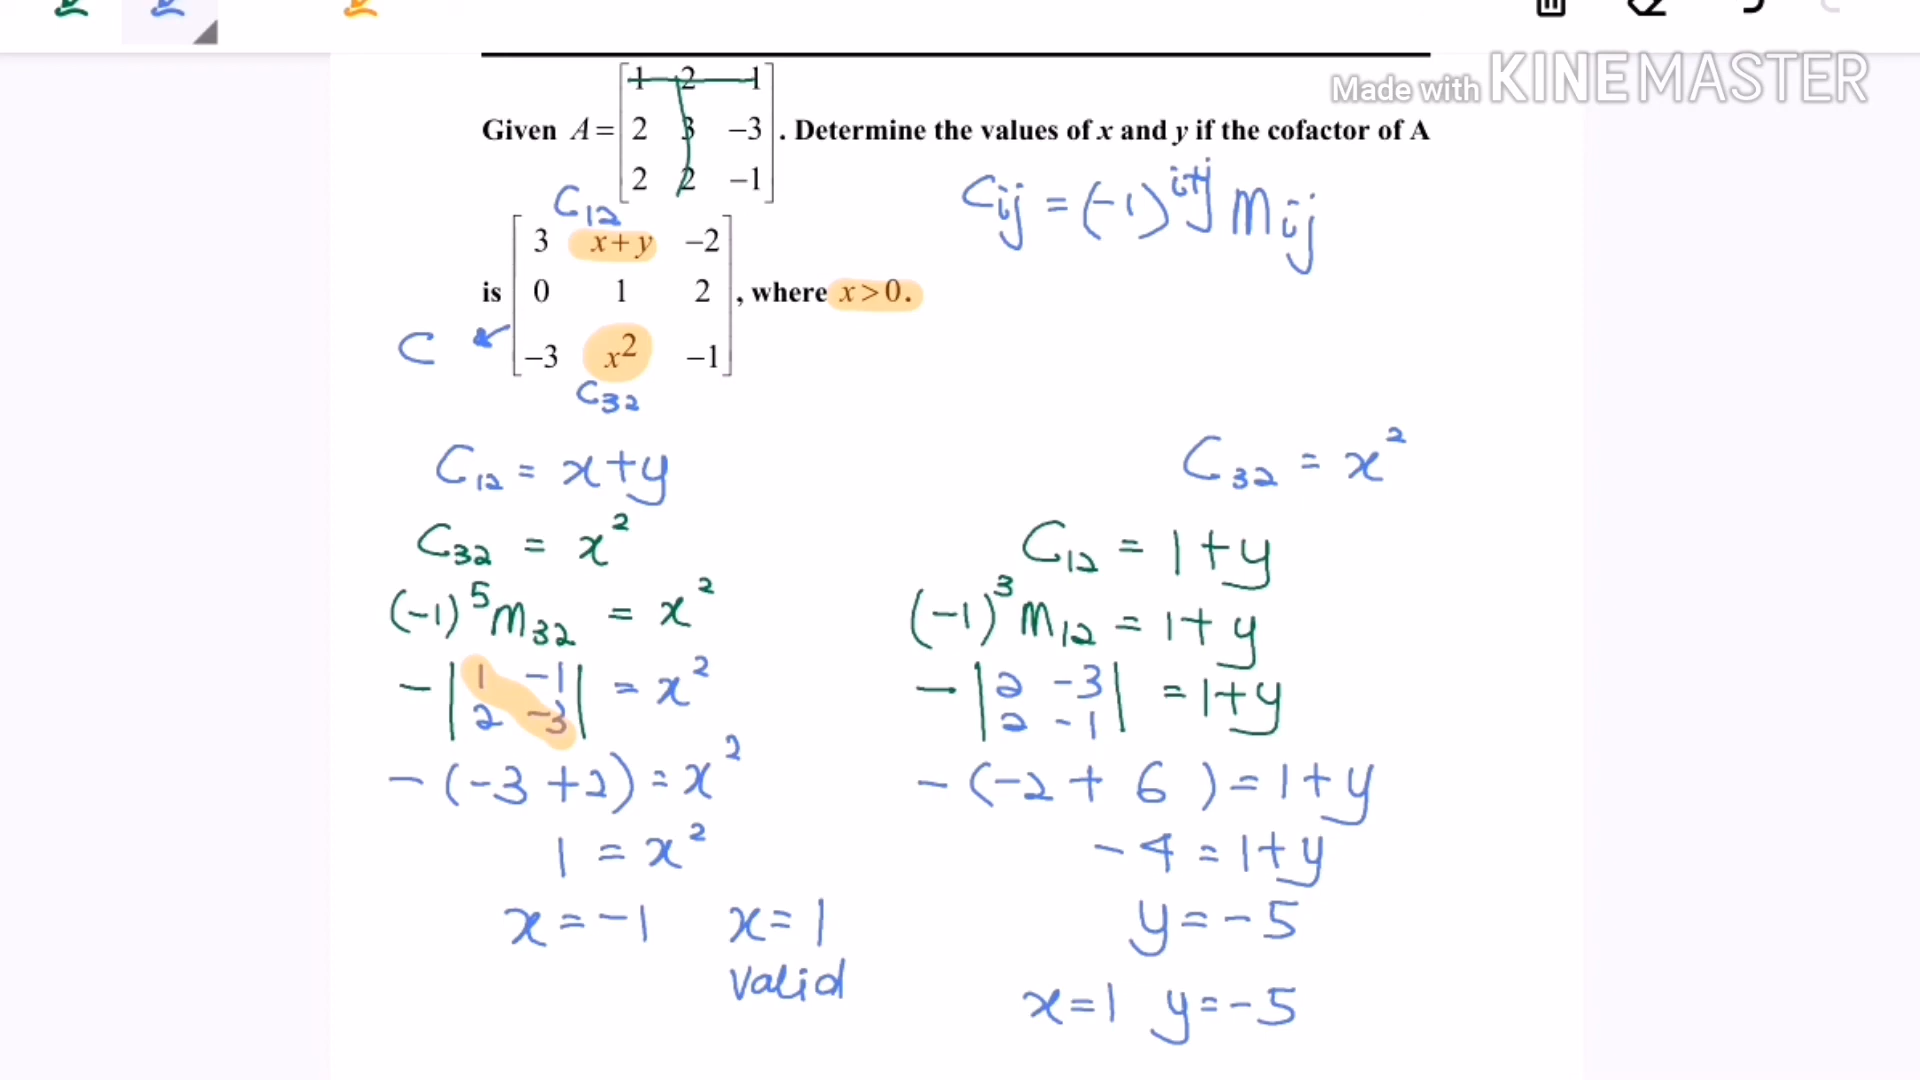 Made with KINEMASTER
1 2 -1
Given A= 2 3 −3 . Determine the values of x and y if the cofactor of A
2 2 −1
C12
Cij = (-1)^i+j Mij
3 x+y −2
is 0 1 2 , where x>0.
C
−3 x² −1
C32
C12 = x+y
C32 = x²
C32 = x²
C12 = 1+y
(-1)⁵ M32 = x²
(-1)³ M12 = 1+y
- | 1 -1 | = x²
2 -3
- | 2 -3 | = 1+y
2 -1
- (-3 +2) = x²
- (-2 + 6 ) = 1+y
1 = x²
- 4 = 1+y
x = -1 x = 1
y = -5
Valid
x=1 y=-5